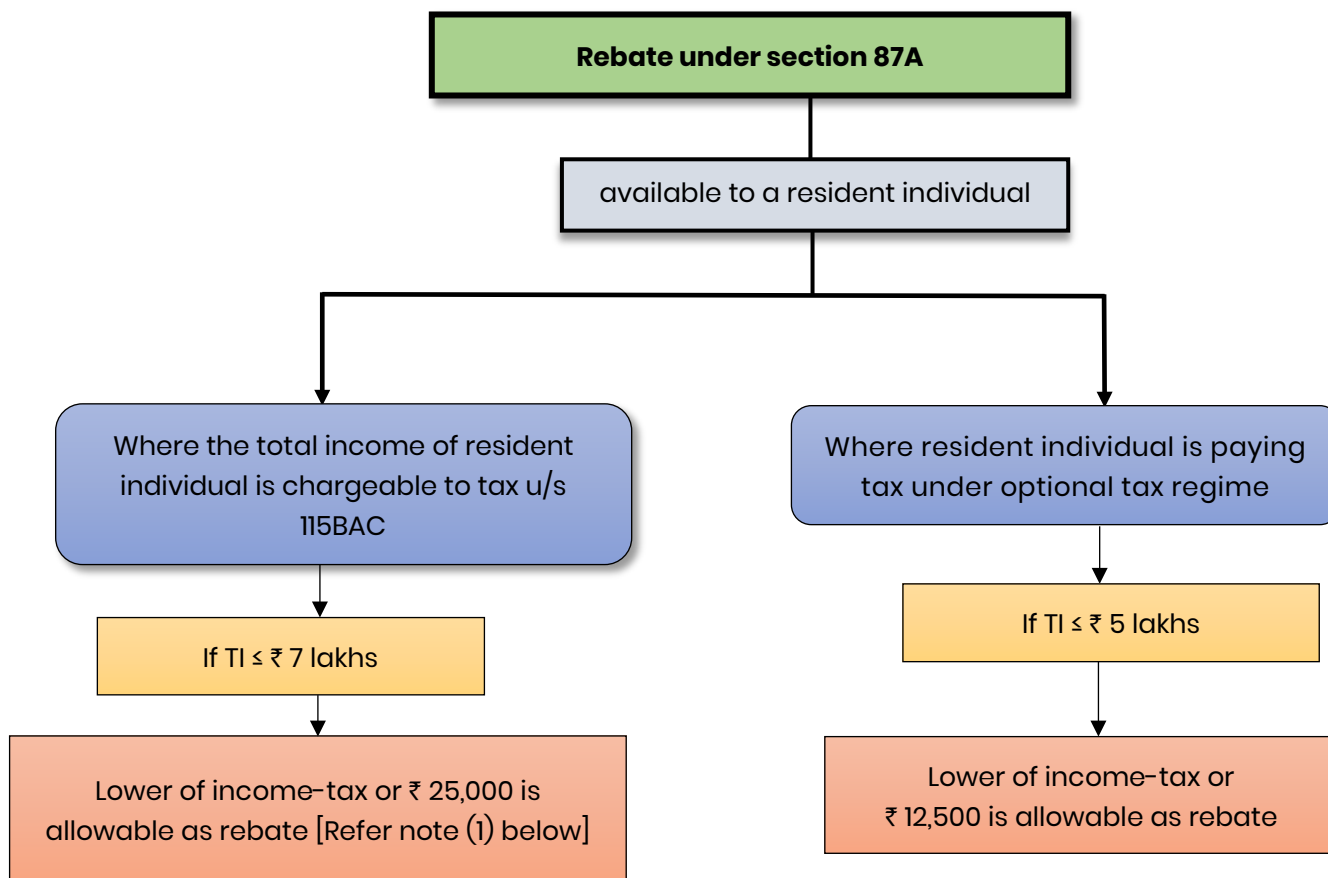 Rebate under section 87A
available to a resident individual
Where the total income of resident
individual is chargeable to tax u/s
115BAC
If TI ≤ ₹ 7 lakhs
Lower of income-tax or ₹ 25,000 is
allowable as rebate [Refer note (1) below]
Where resident individual is paying
tax under optional tax regime
If TI ≤ ₹ 5 lakhs
Lower of income-tax or
₹ 12,500 is allowable as rebate